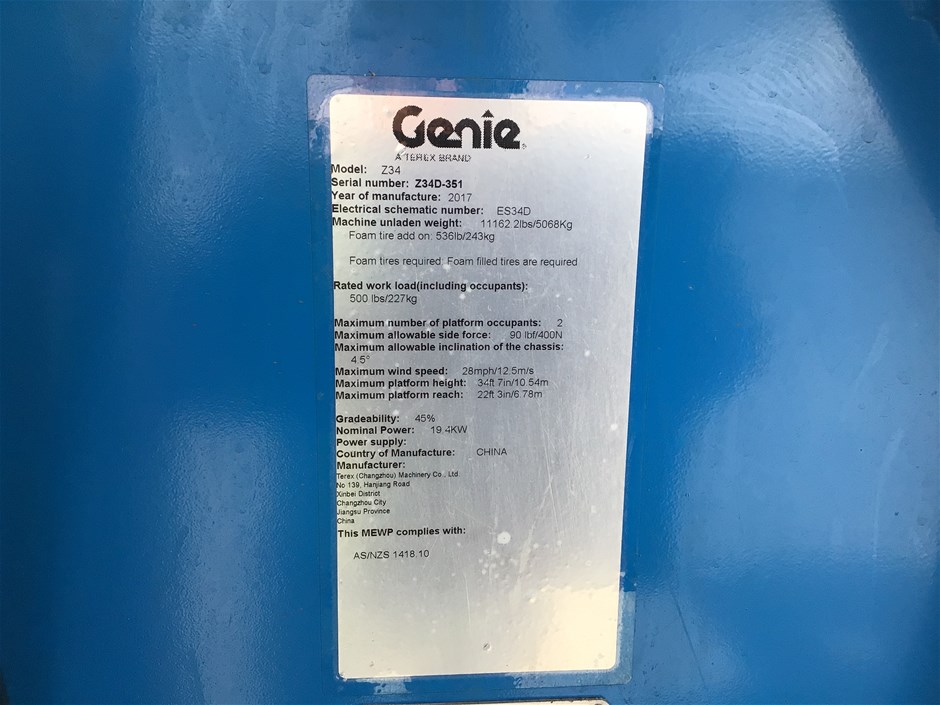 Genie
A TEREX BRAND
Model: Z34
Serial number: Z34D-351
Year of manufacture: 2017
Electrical schematic number: ES34D
Machine unladen weight: 11162.2lbs/5068Kg
Foam tire add on: 536lb/243kg
Foam tires required: Foam filled tires are required
Rated work load(including occupants):
500 lbs/227kg
Maximum number of platform occupants: 2
Maximum allowable side force: 90 lbf/400N
Maximum allowable inclination of the chassis:
4.5°
Maximum wind speed: 28mph/12.5m/s
Maximum platform height: 34ft 7in/10.54m
Maximum platform reach: 22ft 3in/6.78m
Gradeability: 45%
Nominal Power: 19.4KW
Power supply:
Country of Manufacture: CHINA
Manufacturer:
Terex (Changzhou) Machinery Co., Ltd.
No 139, Hanjiang Road
Xinbei District
Changzhou City
Jiangsu Province
China
This MEWP complies with:
AS/NZS 1418.10